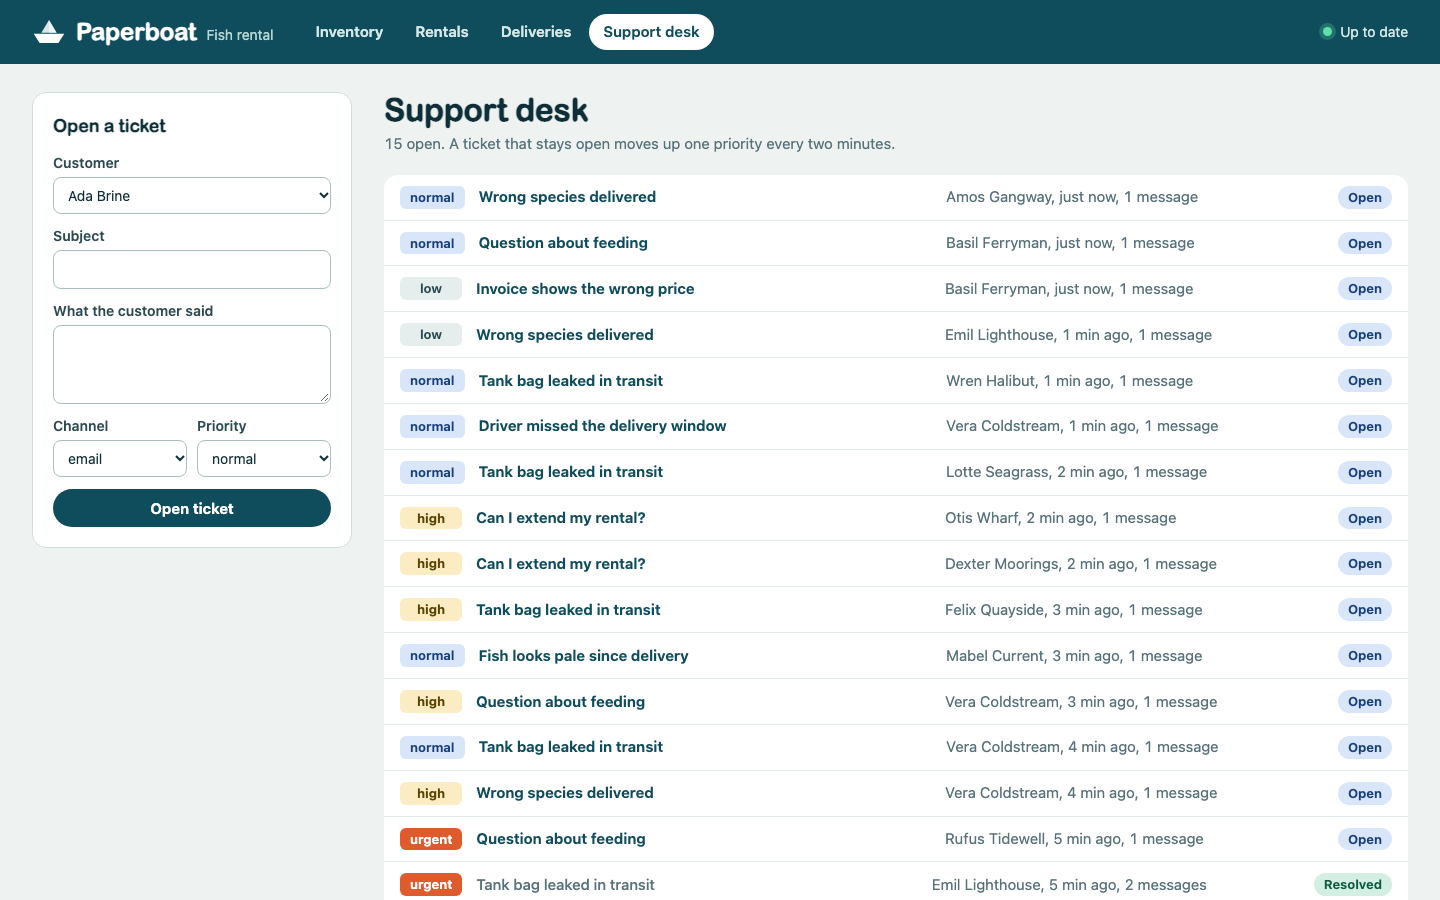 Paperboat Fish rental Inventory Rentals Deliveries Support desk Up to date
Open a ticket
Customer
Ada Brine
Subject
What the customer said
Channel Priority
email normal
Open ticket
Support desk
15 open. A ticket that stays open moves up one priority every two minutes.
normal Wrong species delivered Amos Gangway, just now, 1 message Open
normal Question about feeding Basil Ferryman, just now, 1 message Open
low Invoice shows the wrong price Basil Ferryman, just now, 1 message Open
low Wrong species delivered Emil Lighthouse, 1 min ago, 1 message Open
normal Tank bag leaked in transit Wren Halibut, 1 min ago, 1 message Open
normal Driver missed the delivery window Vera Coldstream, 1 min ago, 1 message Open
normal Tank bag leaked in transit Lotte Seagrass, 2 min ago, 1 message Open
high Can I extend my rental? Otis Wharf, 2 min ago, 1 message Open
high Can I extend my rental? Dexter Moorings, 2 min ago, 1 message Open
high Tank bag leaked in transit Felix Quayside, 3 min ago, 1 message Open
normal Fish looks pale since delivery Mabel Current, 3 min ago, 1 message Open
high Question about feeding Vera Coldstream, 3 min ago, 1 message Open
normal Tank bag leaked in transit Vera Coldstream, 4 min ago, 1 message Open
high Wrong species delivered Vera Coldstream, 4 min ago, 1 message Open
urgent Question about feeding Rufus Tidewell, 5 min ago, 1 message Open
urgent Tank bag leaked in transit Emil Lighthouse, 5 min ago, 2 messages Resolved